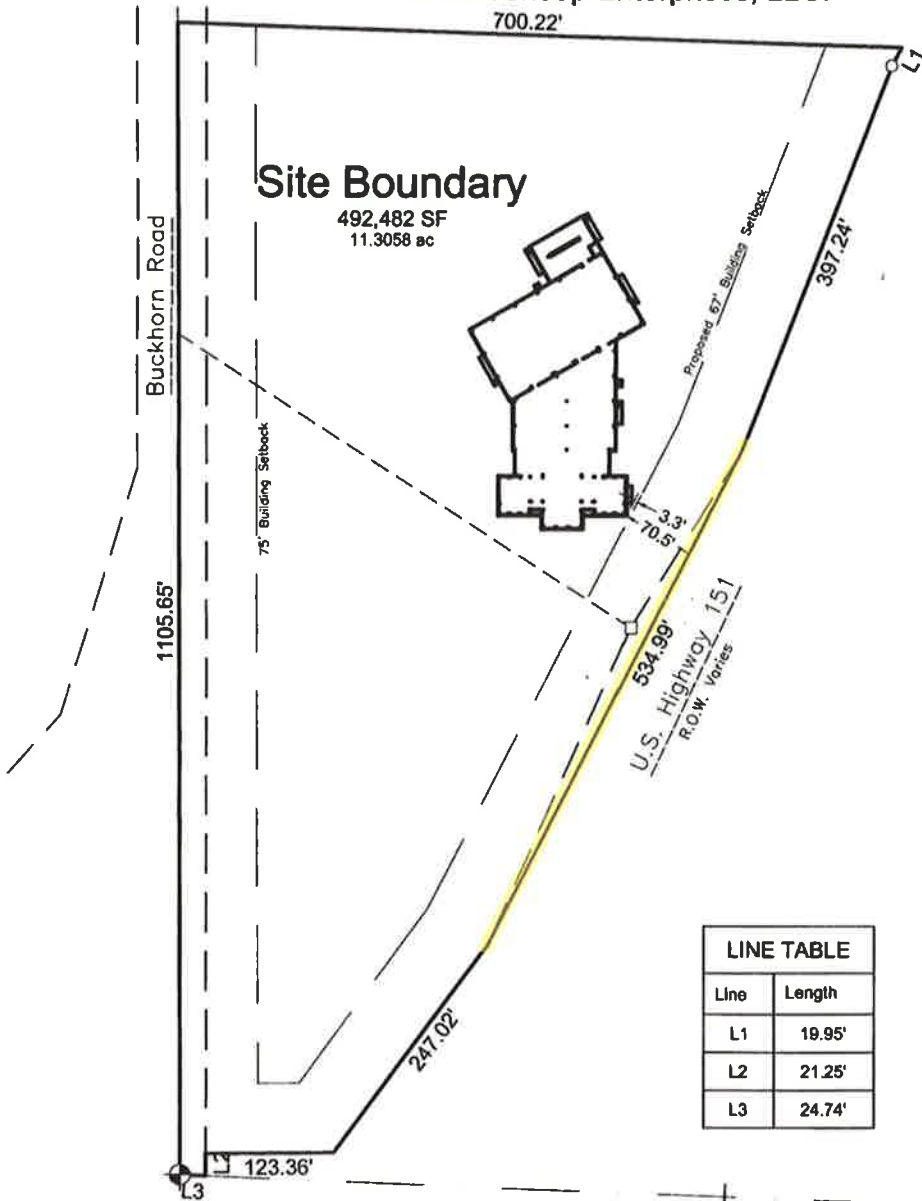 700.22'
L1
Site Boundary
492,482 SF
11.3058 ac
Buckhorn Road
75' Building Setback
Proposed 67' Building Setback
397.24'
3.3'
70.5'
1105.65'
534.99'
U.S. Highway 151
R.O.W. Varies
247.02'
LINE TABLE
Line Length
L1 19.95'
L2 21.25'
L3 24.74'
L2
123.36'
L3